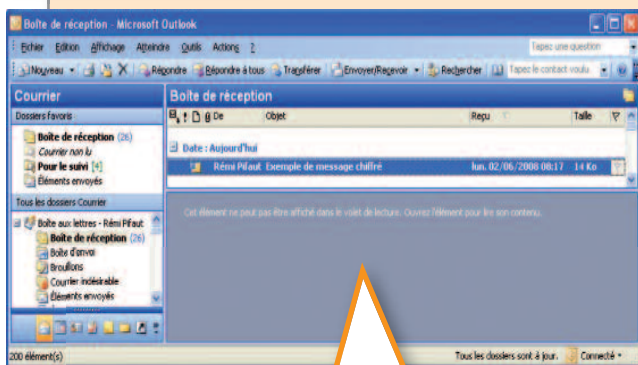 Boîte de réception - Microsoft Outlook
Fichier Edition Affichage Atteindre Outils Actions ?
Tapez une question
Nouveau Répondre Répondre à tous Transférer Envoyer/Recevoir Rechercher Tapez le contact voulu
Courrier
Boîte de réception
Dossiers favoris
De Objet Reçu Taille
Boîte de réception (26)
Courrier non lu
Pour le suivi [4]
Éléments envoyés
Date : Aujourd'hui
Rémi Pifaut Exemple de message chiffré lun. 02/06/2008 08:17 14 Ko
Tous les dossiers Courrier
Cet élément ne peut pas être affiché dans le volet de lecture. Ouvrez l'élément pour lire son contenu.
Boîte aux lettres - Rémi Pifaut
Boîte de réception (26)
Boîte d'envoi
Brouillons
Courrier indésirable
Éléments envoyés
200 élément(s)
Tous les dossiers sont à jour.
Connecté